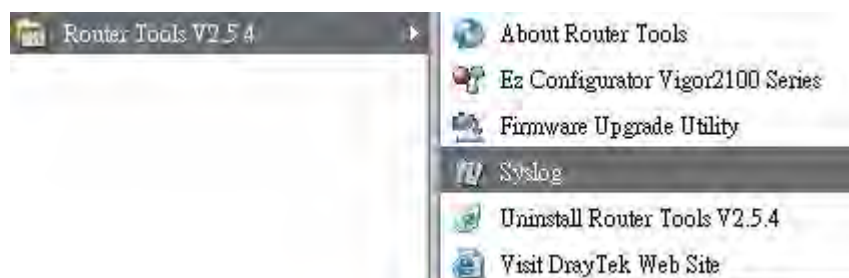 Router Tools V2.5.4
About Router Tools
Ez Configurator Vigor2100 Series
Firmware Upgrade Utility
Syslog
Uninstall Router Tools V2.5.4
Visit DrayTek Web Site